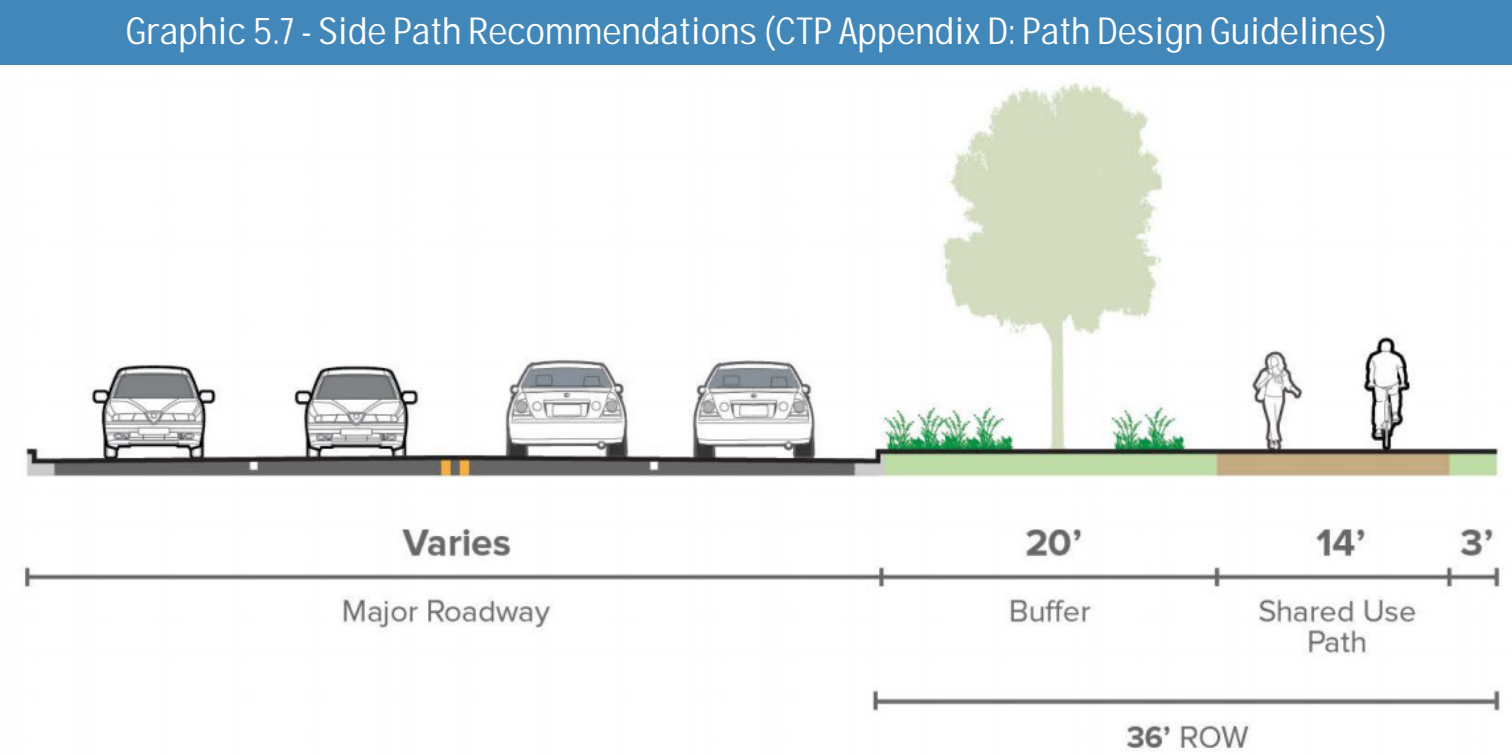 Graphic 5.7 - Side Path Recommendations (CTP Appendix D: Path Design Guidelines)
Varies
20’
14’
3’
Major Roadway
Buffer
Shared Use
Path
36’ ROW